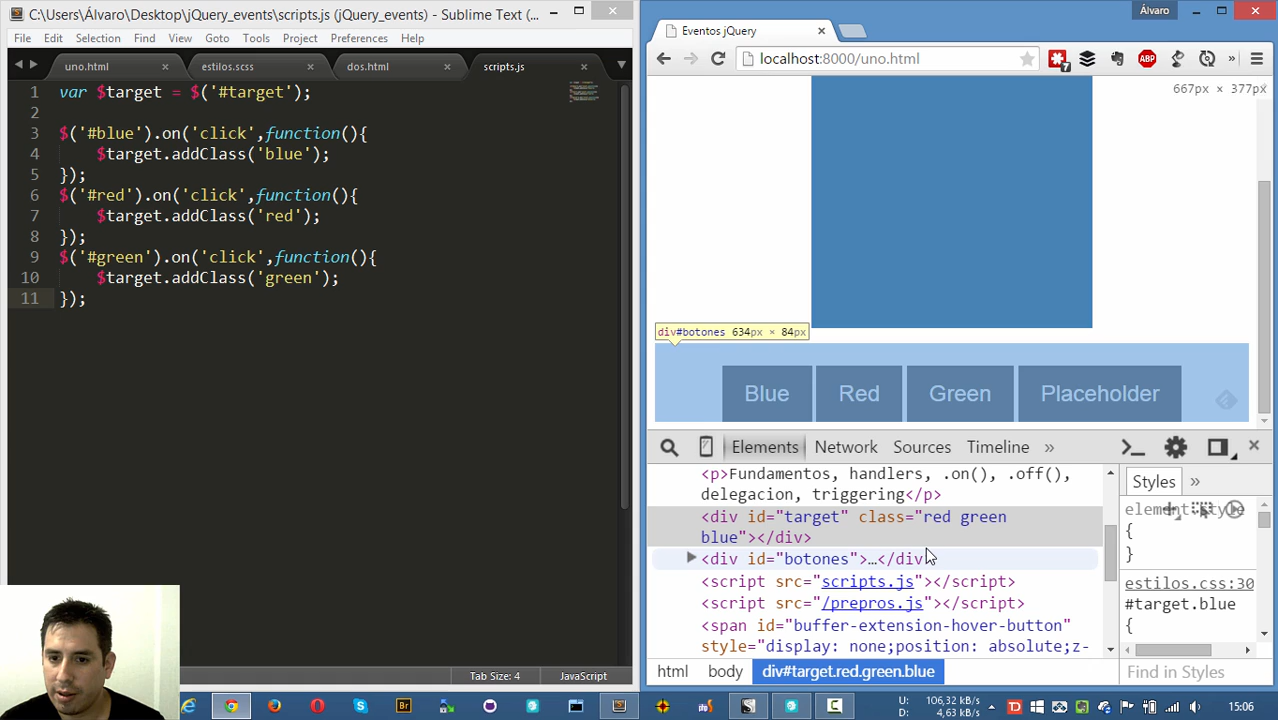 C:\Users\Álvaro\Desktop\jQuery_events\scripts.js (jQuery_events) - Sublime Text (...
File Edit Selection Find View Goto Tools Project Preferences Help
uno.html estilos.scss dos.html scripts.js
1 var $target = $('#target');
2
3 $('#blue').on('click',function(){
4 $target.addClass('blue');
5 });
6 $('#red').on('click',function(){
7 $target.addClass('red');
8 });
9 $('#green').on('click',function(){
10 $target.addClass('green');
11 });
Tab Size: 4 JavaScript
Álvaro
Eventos jQuery
localhost:8000/uno.html
7
ABP
667px × 377px
div#botones 634px × 84px
Blue Red Green Placeholder
Elements Network Sources Timeline »
<p>Fundamentos, handlers, .on(), .off(),
delegacion, triggering</p>
<div id="target" class="red green
blue"></div>
<div id="botones">…</div>
<script src="scripts.js"></script>
<script src="/prepros.js"></script>
<span id="buffer-extension-hover-button"
style="display: none;position: absolute;z-
html body div#target.red.green.blue
Styles »
element.style
{
}
estilos.css:30
#target.blue
{
Find in Styles
Br
U: 106,32 kB/s
D: 4,63 kB/s
15:06